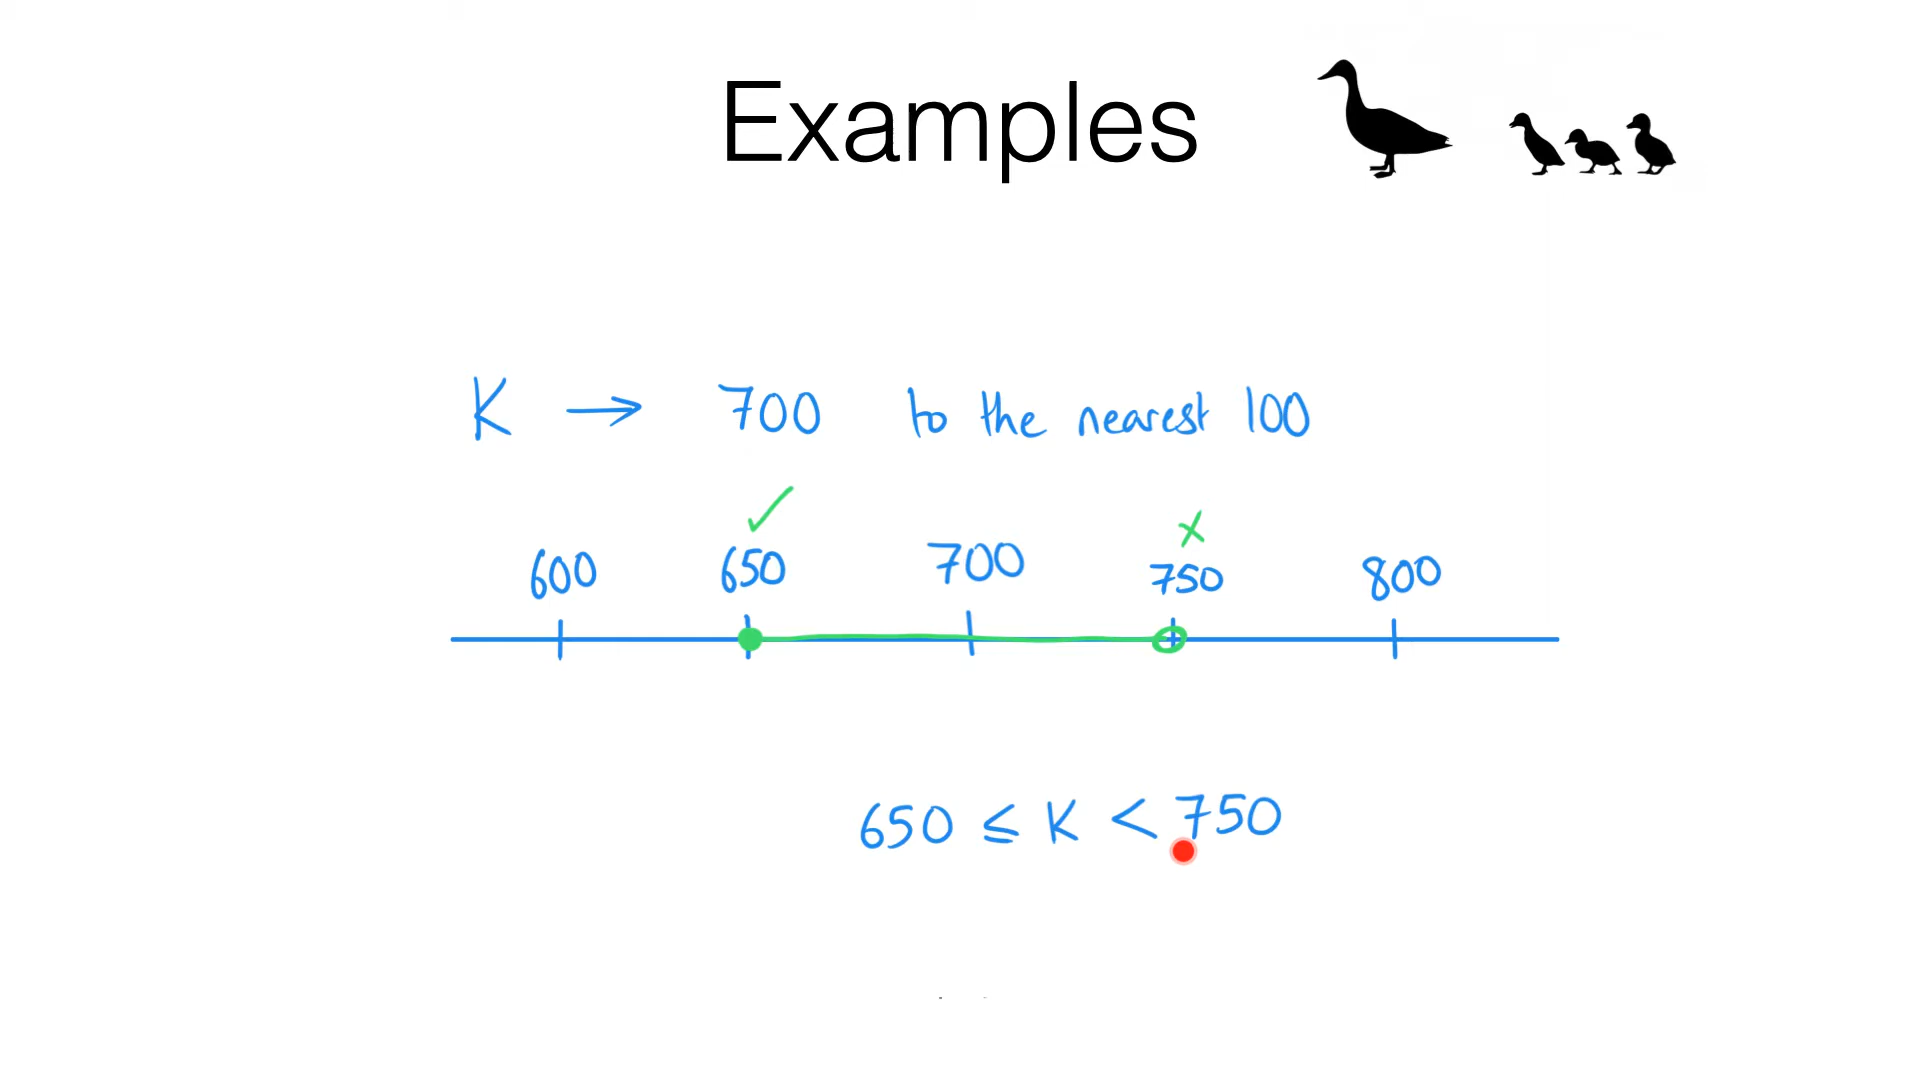 Examples
K → 700 to the nearest 100
✓ x
600 650 700 750 800
650 ≤ K < 750